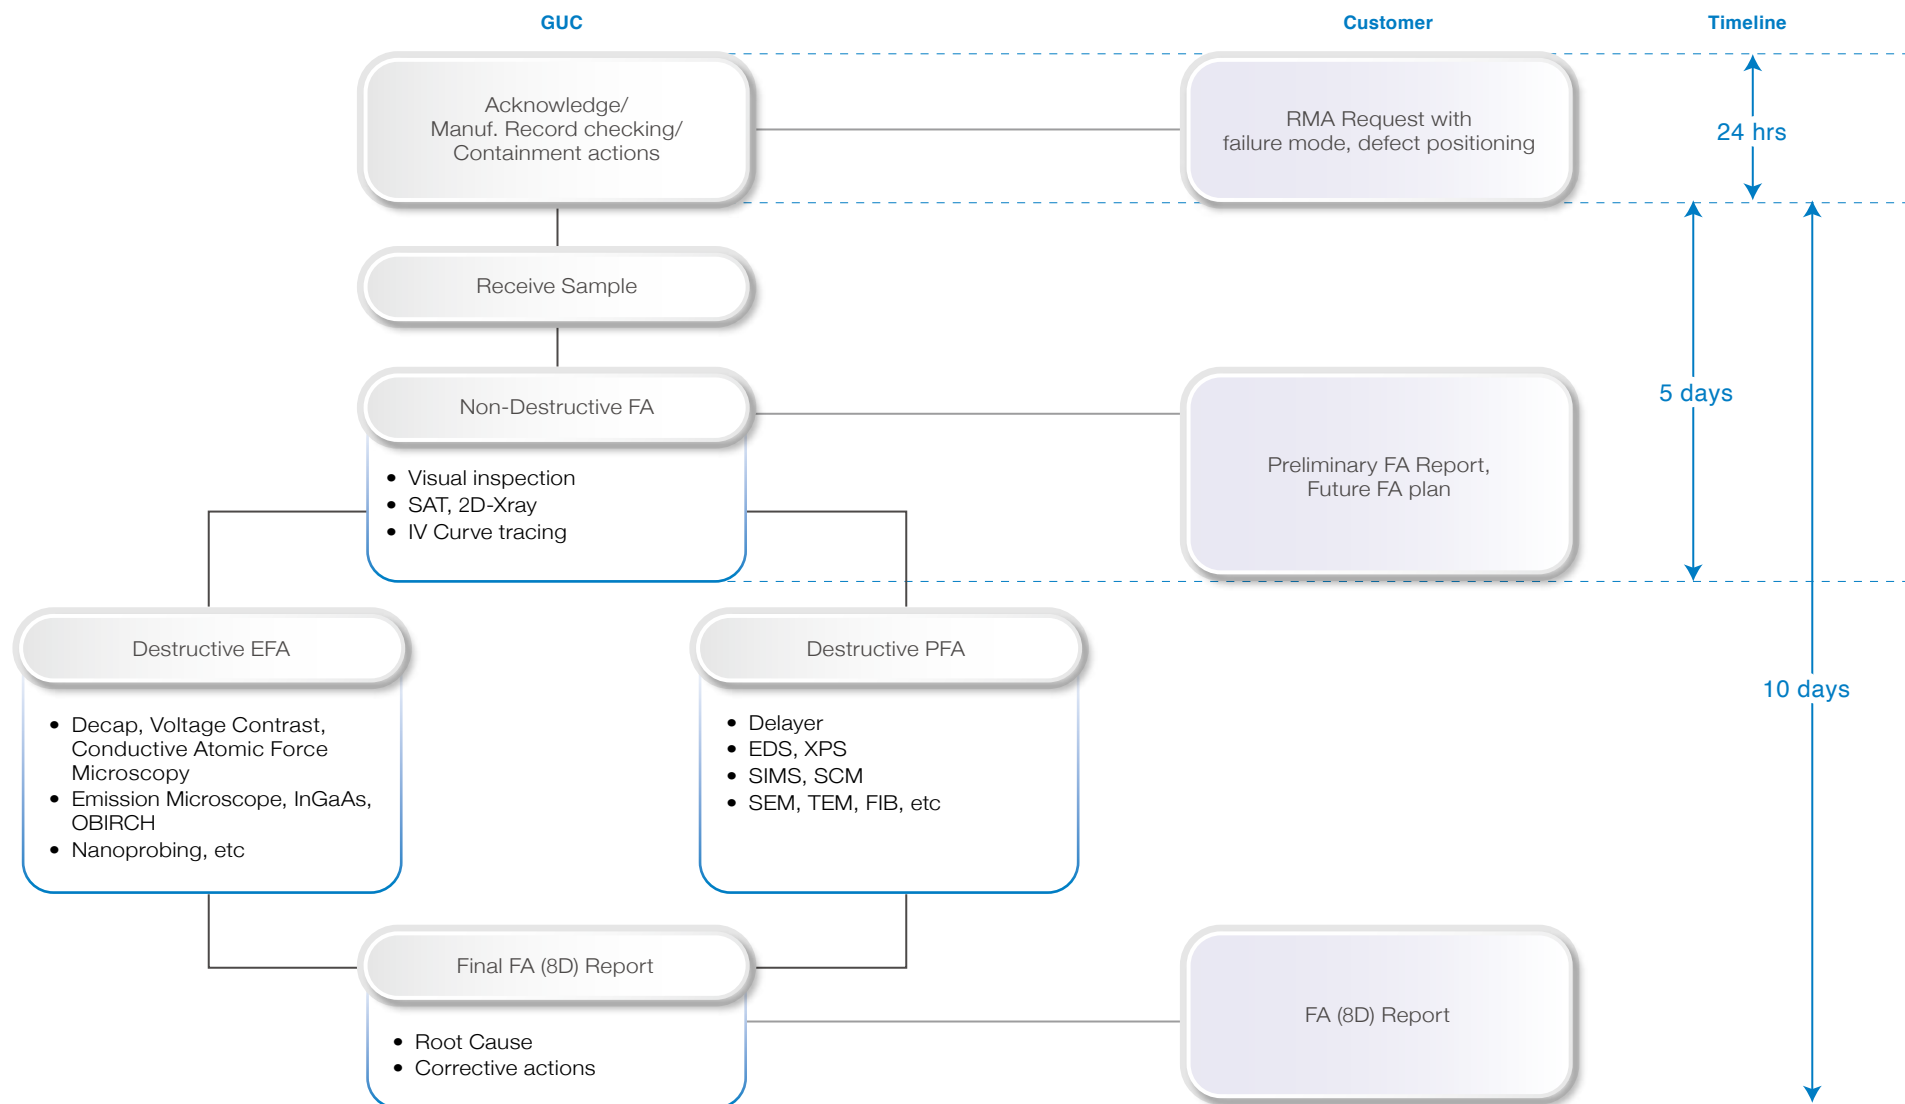 GUC
Customer
Timeline
Acknowledge/
Manuf. Record checking/
Containment actions
RMA Request with
failure mode, defect positioning
24 hrs
Receive Sample
Non-Destructive FA
• Visual inspection
• SAT, 2D-Xray
• IV Curve tracing
Preliminary FA Report,
Future FA plan
5 days
Destructive EFA
• Decap, Voltage Contrast,
Conductive Atomic Force
Microscopy
• Emission Microscope, InGaAs,
OBIRCH
• Nanoprobing, etc
Destructive PFA
• Delayer
• EDS, XPS
• SIMS, SCM
• SEM, TEM, FIB, etc
10 days
Final FA (8D) Report
• Root Cause
• Corrective actions
FA (8D) Report